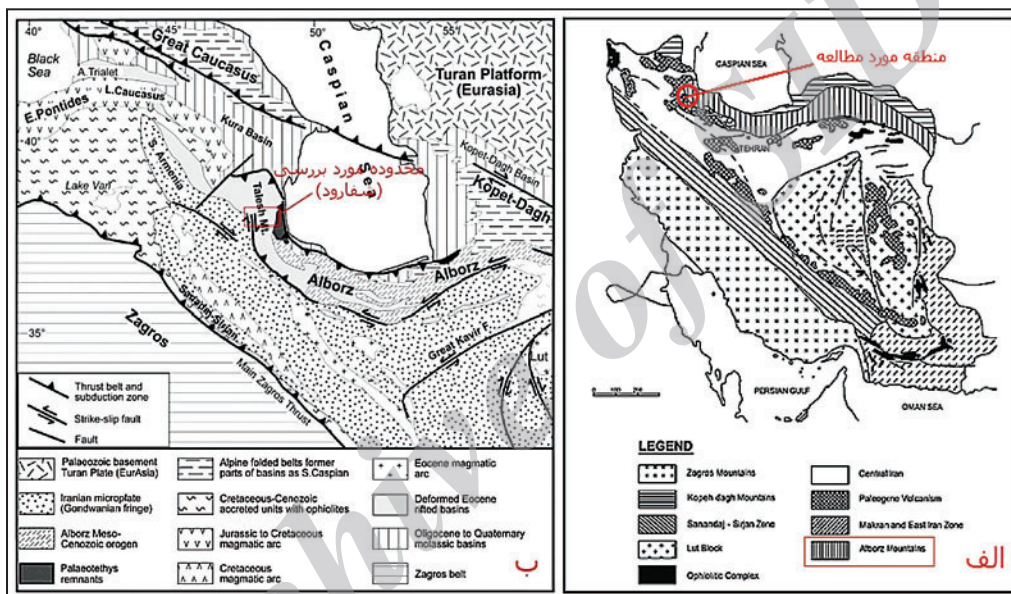 40°
45°
50°
55°
Black
Sea
Great Caucasus
Caspian
Sea
Turan Platform
(Eurasia)
A.Trialet
L.Caucasus
E.Pontides
Kura Basin
-40°
Lake Van
S. Armenia
Talesh Mt.
محدوده مورد بررسی
(سفارود)
Kopet-Dagh Basin
Kopet-Dagh
Alborz
Alborz
Sanandaj-Sirjan
Great Kavir F.
-35°
Zagros
Main Zagros Thrust
Lut
Thrust belt and
subduction zone
Strike-slip fault
Fault
Palaeozoic basement
Turan Plate (EurAsia)
Iranian microplate
(Gondwanian fringe)
Alborz Meso-
Cenozoic orogen
Palaeotethys
remnants
Alpine folded belts former
parts of basins as S.Caspian
Cretaceous-Cenozoic
accreted units with ophiolites
Jurassic to Cretaceous
magmatic arc
Cretaceous
magmatic arc
Eocene magmatic
arc
Deformed Eocene
rifted basins
Oligocene to Quaternary
molassic basins
Zagros belt
ب
CASPIAN SEA
منطقه مورد مطالعه
TEHRAN
PERSIAN GULF
OMAN SEA
LEGEND
Zagros Mountains
Kopeh dagh Mountains
Sanandaj - Sirjan Zone
Lut Block
Ophiolitic Complex
Central Iran
Paleogene Volcanism
Makran and East Iran Zone
Alborz Mountains
الف
Archive of SID